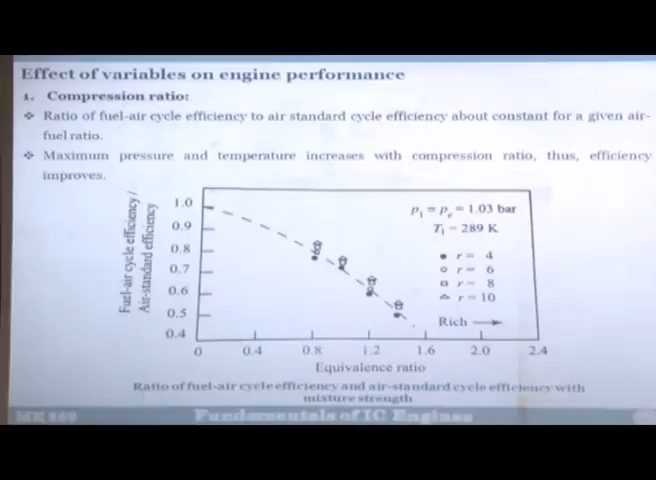 Effect of variables on engine performance
1. Compression ratio:
❖ Ratio of fuel-air cycle efficiency to air standard cycle efficiency about constant for a given air-
fuel ratio.
❖ Maximum pressure and temperature increases with compression ratio, thus, efficiency
improves.
Fuel-air cycle efficiency /
Air-standard efficiency
1.0
0.9
0.8
0.7
0.6
0.5
0.4
p₁ = pₑ = 1.03 bar
T₁ = 289 K
● r = 4
○ r = 6
□ r = 8
△ r = 10
Rich →
0 0.4 0.8 1.2 1.6 2.0 2.4
Equivalence ratio
Ratio of fuel-air cycle efficiency and air-standard cycle efficiency with
mixture strength
Fundamentals of IC Engines